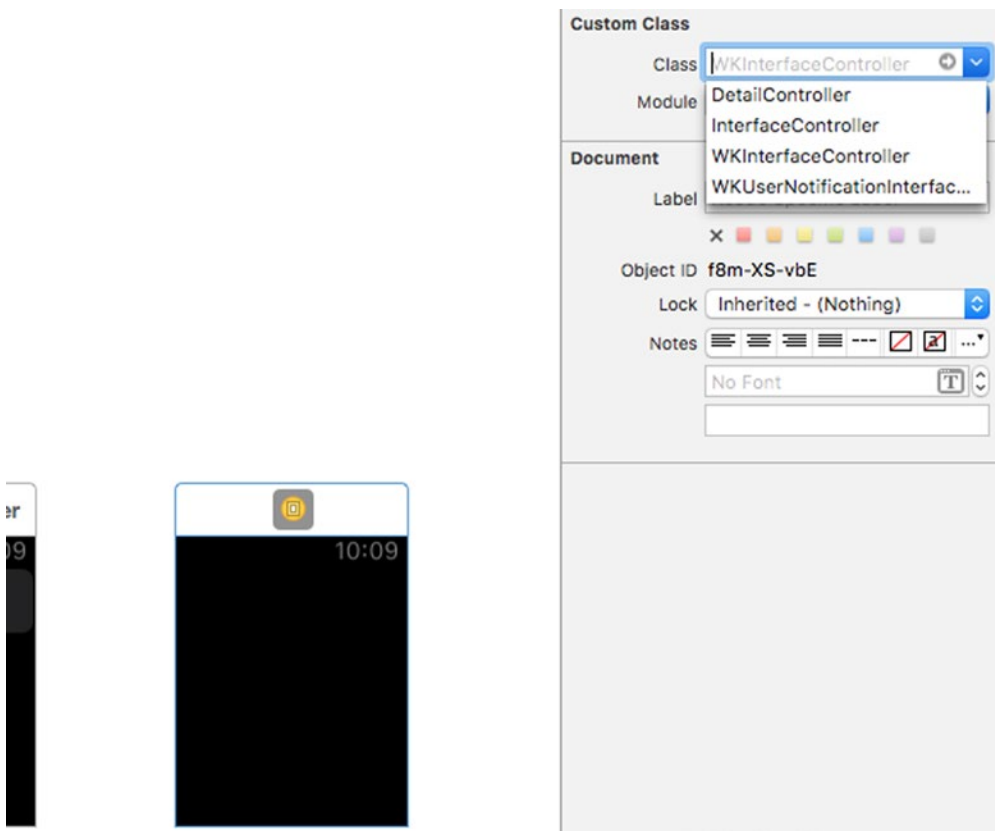 Custom Class
Class WKInterfaceController
Module DetailController
InterfaceController
Document WKInterfaceController
Label WKUserNotificationInterfac...
Object ID f8m-XS-vbE
Lock Inherited - (Nothing)
Notes
No Font
er
09
10:09